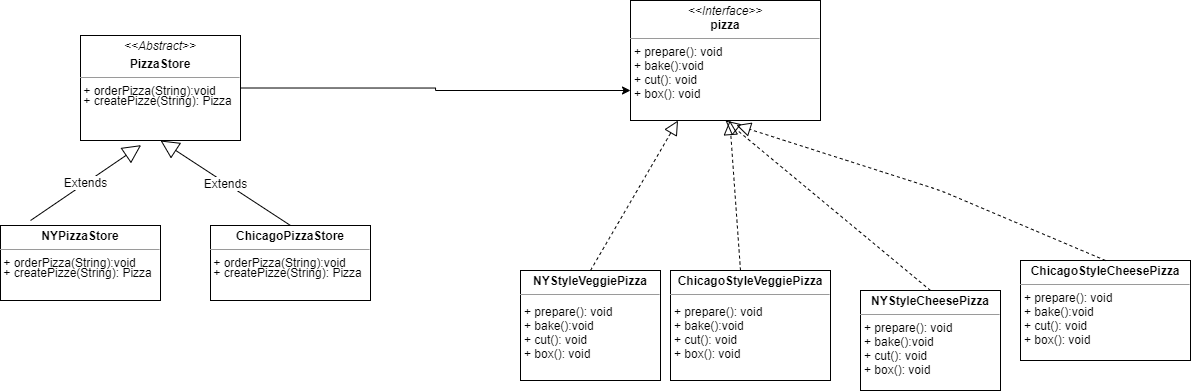 <<Interface>>
pizza
+ prepare(): void
+ bake():void
+ cut(): void
+ box(): void
<<Abstract>>
PizzaStore
+ orderPizza(String):void
+ createPizze(String): Pizza
Extends
Extends
NYPizzaStore
+ orderPizza(String):void
+ createPizze(String): Pizza
ChicagoPizzaStore
+ orderPizza(String):void
+ createPizze(String): Pizza
NYStyleVeggiePizza
+ prepare(): void
+ bake():void
+ cut(): void
+ box(): void
ChicagoStyleVeggiePizza
+ prepare(): void
+ bake():void
+ cut(): void
+ box(): void
NYStyleCheesePizza
+ prepare(): void
+ bake():void
+ cut(): void
+ box(): void
ChicagoStyleCheesePizza
+ prepare(): void
+ bake():void
+ cut(): void
+ box(): void